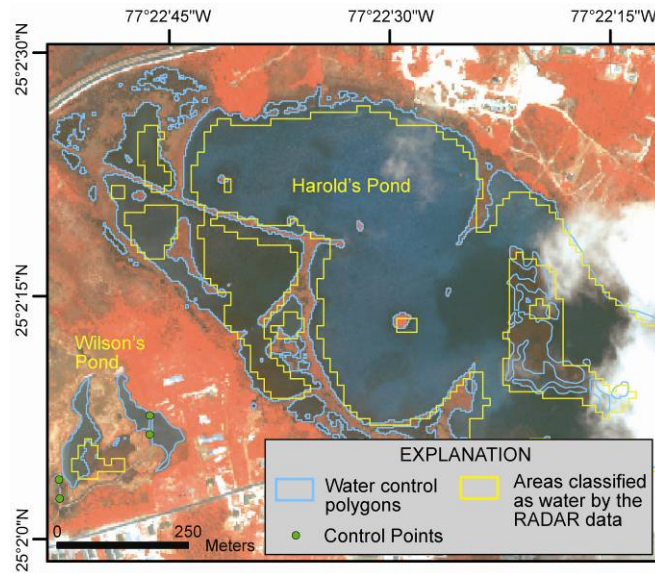 77°22'45"W
77°22'30"W
77°22'15"W
25°2'30"N
25°2'15"N
25°2'0"N
Harold's Pond
Wilson's
Pond
0
250
Meters
EXPLANATION
Water control
polygons
Areas classified
as water by the
RADAR data
Control Points